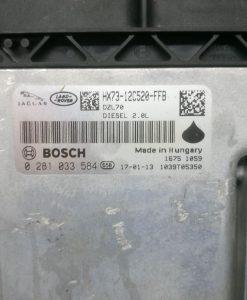 JAGUAR
LAND ROVER
HX73-12C520-FFB
DZL70
DIESEL 2.0L
BOSCH
Made in Hungary
1675 1059
0 281 033 584 GSB 17-01-13 1039T05350